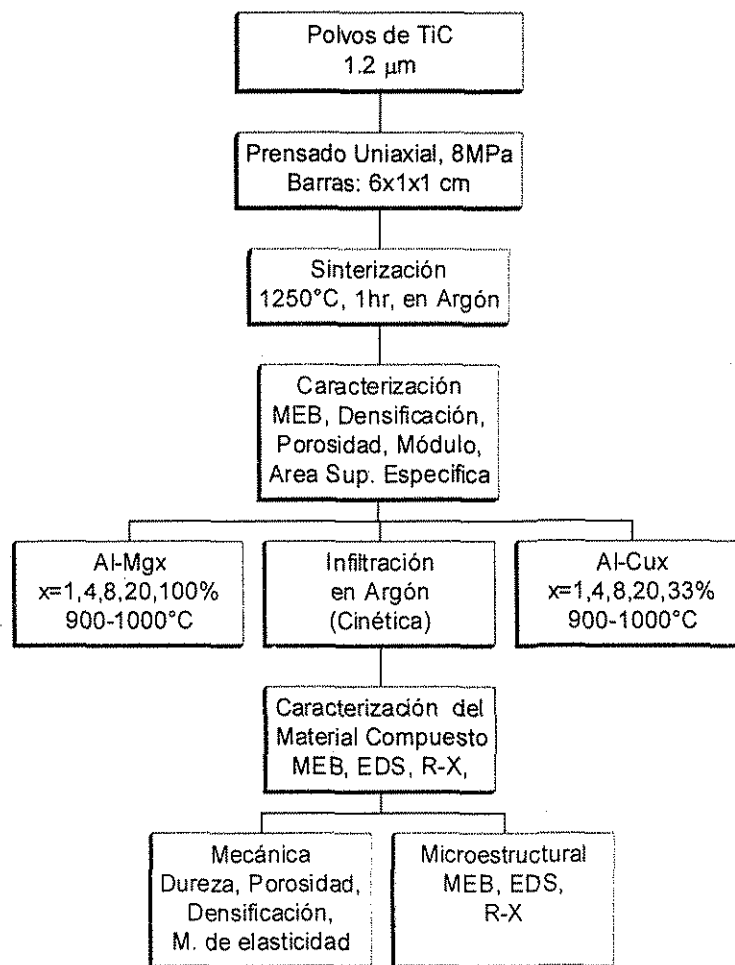 Polvos de TiC
1.2 µm
Prensado Uniaxial, 8MPa
Barras: 6x1x1 cm
Sinterización
1250°C, 1hr, en Argón
Caracterización
MEB, Densificación,
Porosidad, Módulo,
Area Sup. Especifica
Al-Mgx
x=1,4,8,20,100%
900-1000°C
Infiltración
en Argón
(Cinética)
Al-Cux
x=1,4,8,20,33%
900-1000°C
Caracterización del
Material Compuesto
MEB, EDS, R-X,
Mecánica
Dureza, Porosidad,
Densificación,
M. de elasticidad
Microestructural
MEB, EDS,
R-X